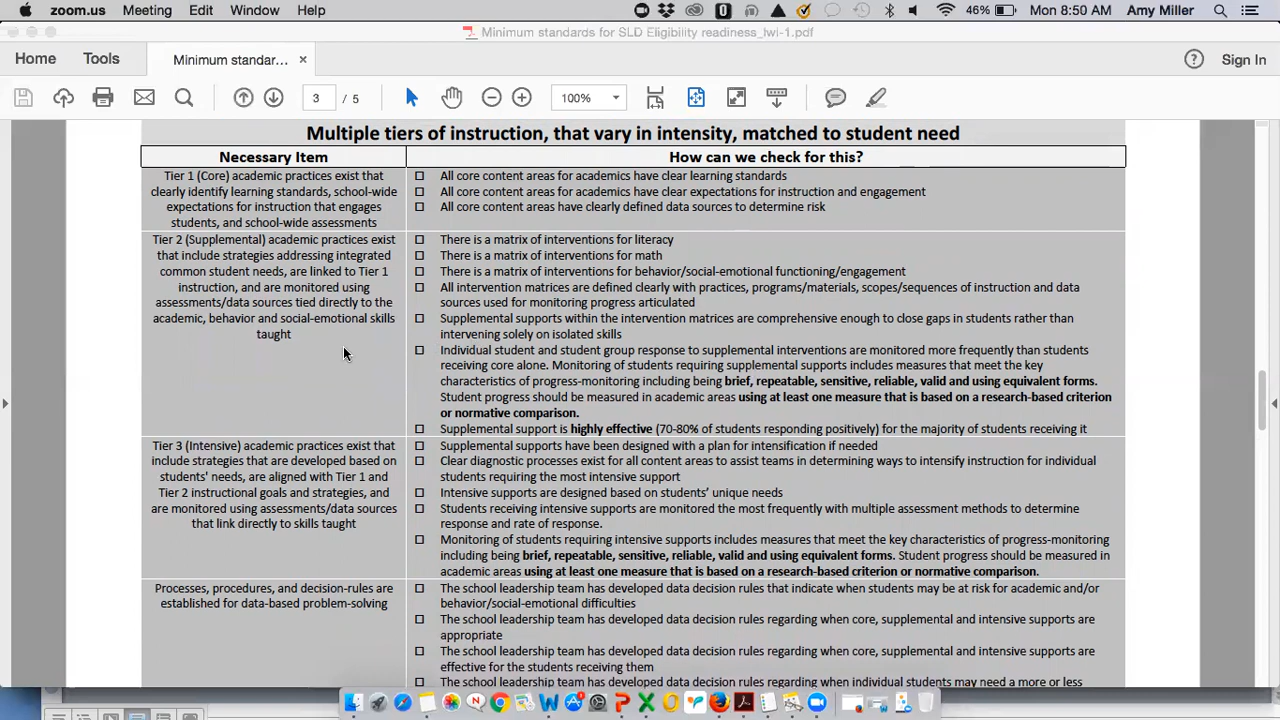 zoom.us Meeting Edit Window Help 46% Mon 8:50 AM Amy Miller
Minimum standards for SLD Eligibility readiness_lwi-1.pdf
Home Tools Minimum standar... × Sign In
3 / 5 100%
Multiple tiers of instruction, that vary in intensity, matched to student need
Necessary Item How can we check for this?
Tier 1 (Core) academic practices exist that
clearly identify learning standards, school-wide
expectations for instruction that engages
students, and school-wide assessments
All core content areas for academics have clear learning standards
All core content areas for academics have clear expectations for instruction and engagement
All core content areas have clearly defined data sources to determine risk
Tier 2 (Supplemental) academic practices exist
that include strategies addressing integrated
common student needs, are linked to Tier 1
instruction, and are monitored using
assessments/data sources tied directly to the
academic, behavior and social-emotional skills
taught
There is a matrix of interventions for literacy
There is a matrix of interventions for math
There is a matrix of interventions for behavior/social-emotional functioning/engagement
All intervention matrices are defined clearly with practices, programs/materials, scopes/sequences of instruction and data
sources used for monitoring progress articulated
Supplemental supports within the intervention matrices are comprehensive enough to close gaps in students rather than
intervening solely on isolated skills
Individual student and student group response to supplemental interventions are monitored more frequently than students
receiving core alone. Monitoring of students requiring supplemental supports includes measures that meet the key
characteristics of progress-monitoring including being brief, repeatable, sensitive, reliable, valid and using equivalent forms.
Student progress should be measured in academic areas using at least one measure that is based on a research-based criterion
or normative comparison.
Supplemental support is highly effective (70-80% of students responding positively) for the majority of students receiving it
Tier 3 (Intensive) academic practices exist that
include strategies that are developed based on
students' needs, are aligned with Tier 1 and
Tier 2 instructional goals and strategies, and
are monitored using assessments/data sources
that link directly to skills taught
Supplemental supports have been designed with a plan for intensification if needed
Clear diagnostic processes exist for all content areas to assist teams in determining ways to intensify instruction for individual
students requiring the most intensive support
Intensive supports are designed based on students' unique needs
Students receiving intensive supports are monitored the most frequently with multiple assessment methods to determine
response and rate of response.
Monitoring of students requiring intensive supports includes measures that meet the key characteristics of progress-monitoring
including being brief, repeatable, sensitive, reliable, valid and using equivalent forms. Student progress should be measured in
academic areas using at least one measure that is based on a research-based criterion or normative comparison.
Processes, procedures, and decision-rules are
established for data-based problem-solving
The school leadership team has developed data decision rules that indicate when students may be at risk for academic and/or
behavior/social-emotional difficulties
The school leadership team has developed data decision rules regarding when core, supplemental and intensive supports are
appropriate
The school leadership team has developed data decision rules regarding when core, supplemental and intensive supports are
effective for the students receiving them
The school leadership team has developed data decision rules regarding when individual students may need a more or less